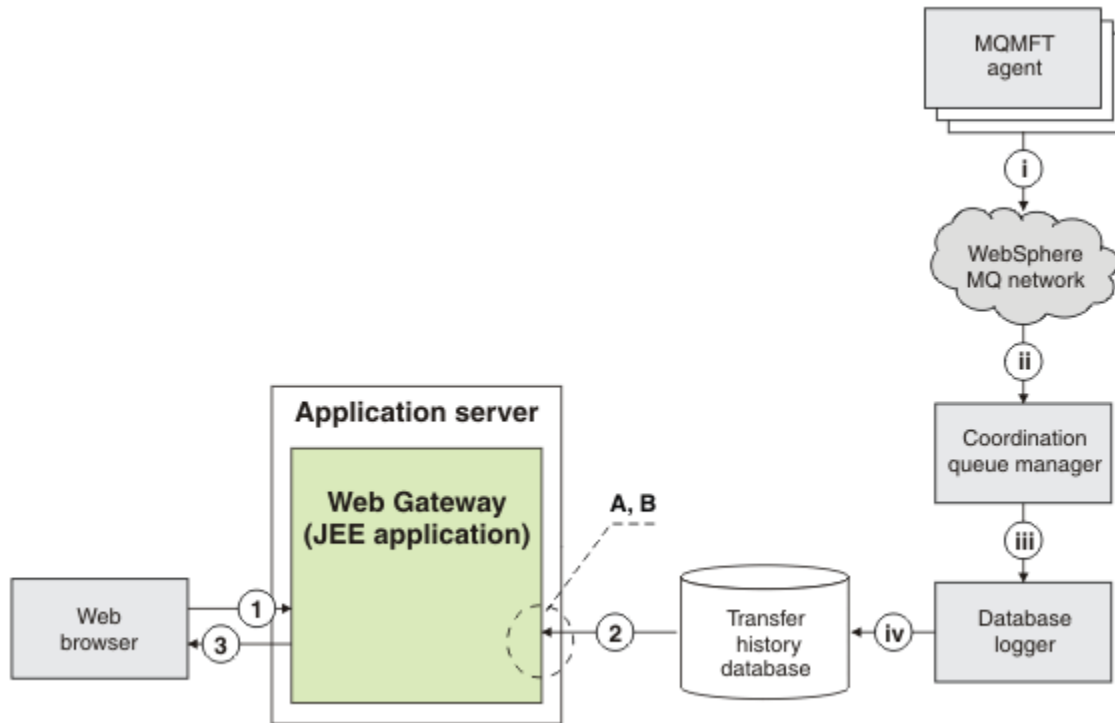 MQMFT
agent
i
WebSphere
MQ network
ii
Application server
Coordination
queue manager
Web Gateway
(JEE application)
A, B
iii
1
Web
browser
3
2
Transfer
history
database
iv
Database
logger